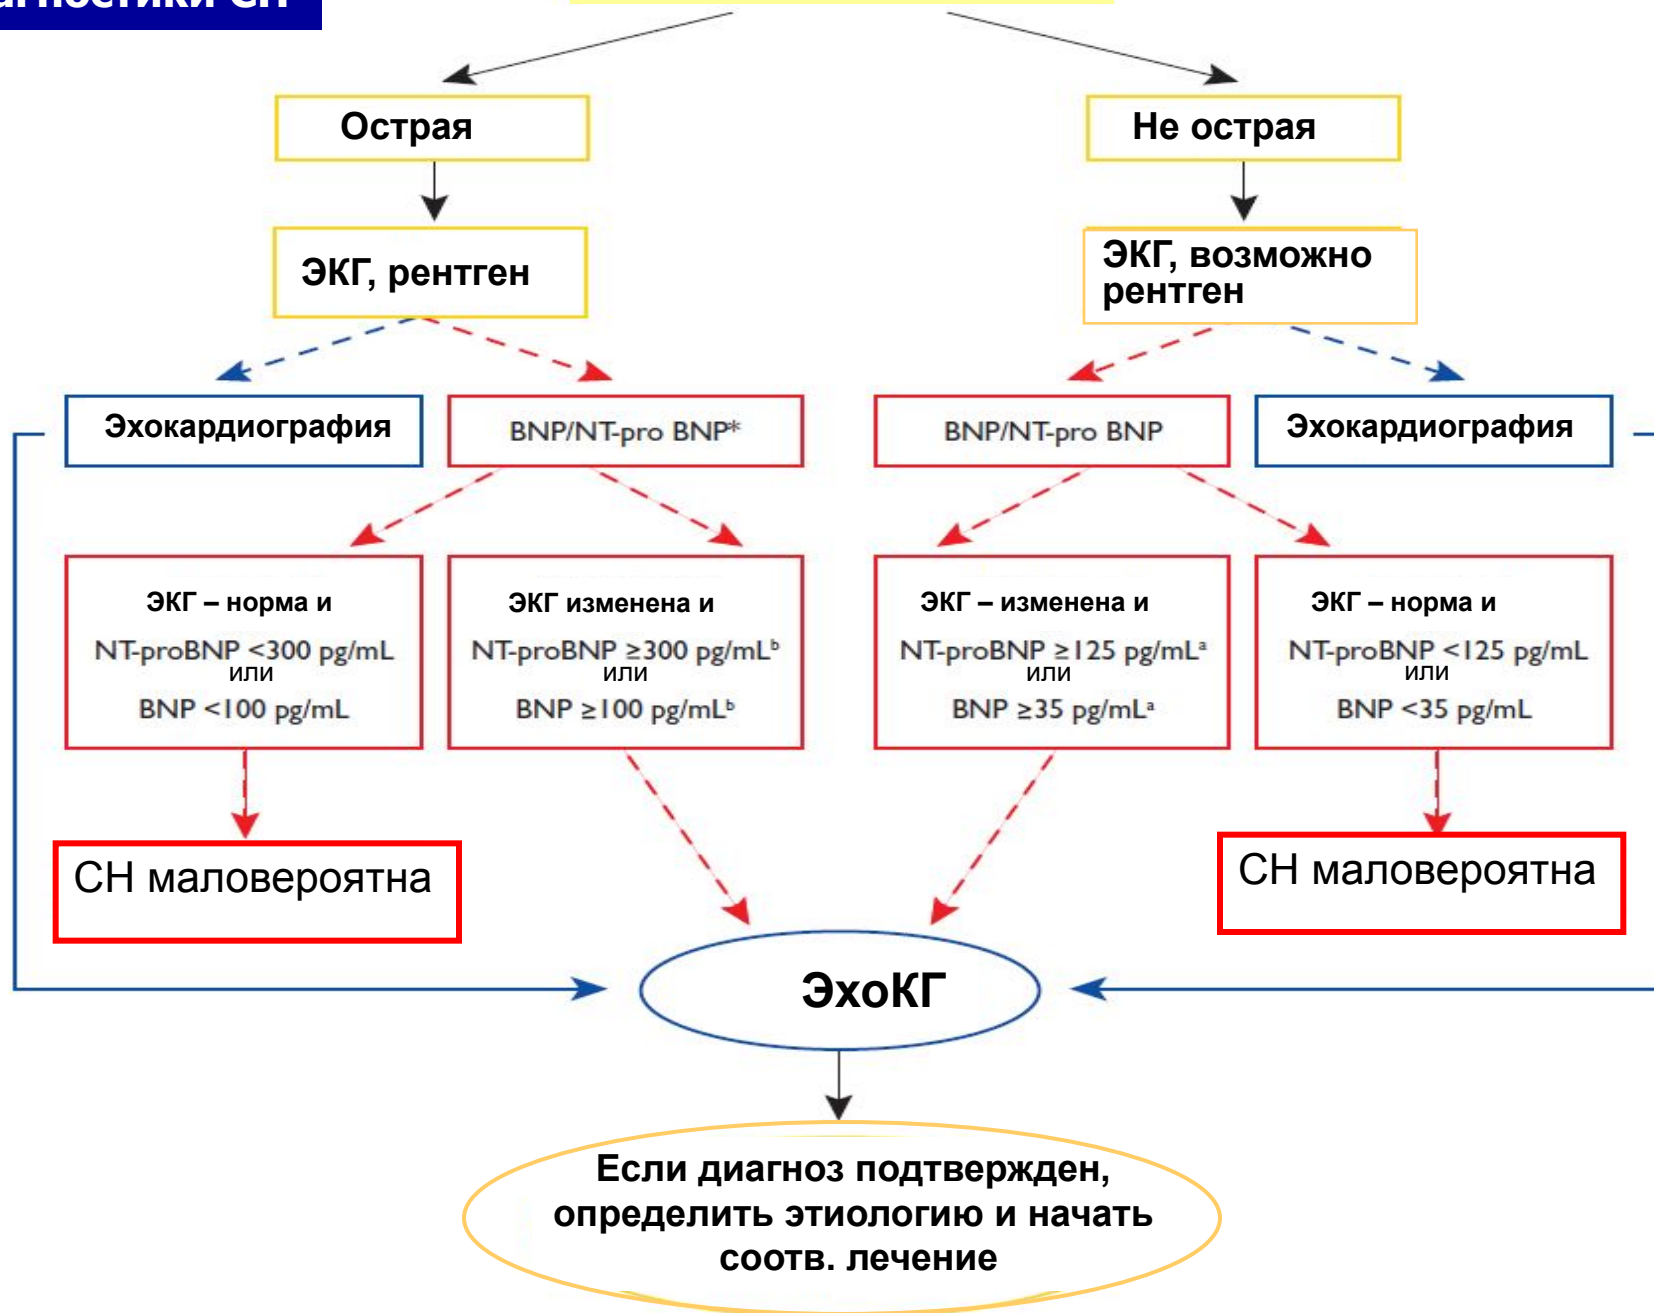 СН
Острая
Не острая
ЭКГ, рентген
ЭКГ, возможно
рентген
Эхокардиография
BNP/NT-pro BNP*
BNP/NT-pro BNP
Эхокардиография
ЭКГ – норма и
NT-proBNP <300 pg/mL
или
BNP <100 pg/mL
ЭКГ изменена и
NT-proBNP ≥300 pg/mLᵇ
или
BNP ≥100 pg/mLᵇ
ЭКГ – изменена и
NT-proBNP ≥125 pg/mLᵃ
или
BNP ≥35 pg/mLᵃ
ЭКГ – норма и
NT-proBNP <125 pg/mL
или
BNP <35 pg/mL
СН маловероятна
СН маловероятна
ЭхоКГ
Если диагноз подтвержден,
определить этиологию и начать
соотв. лечение